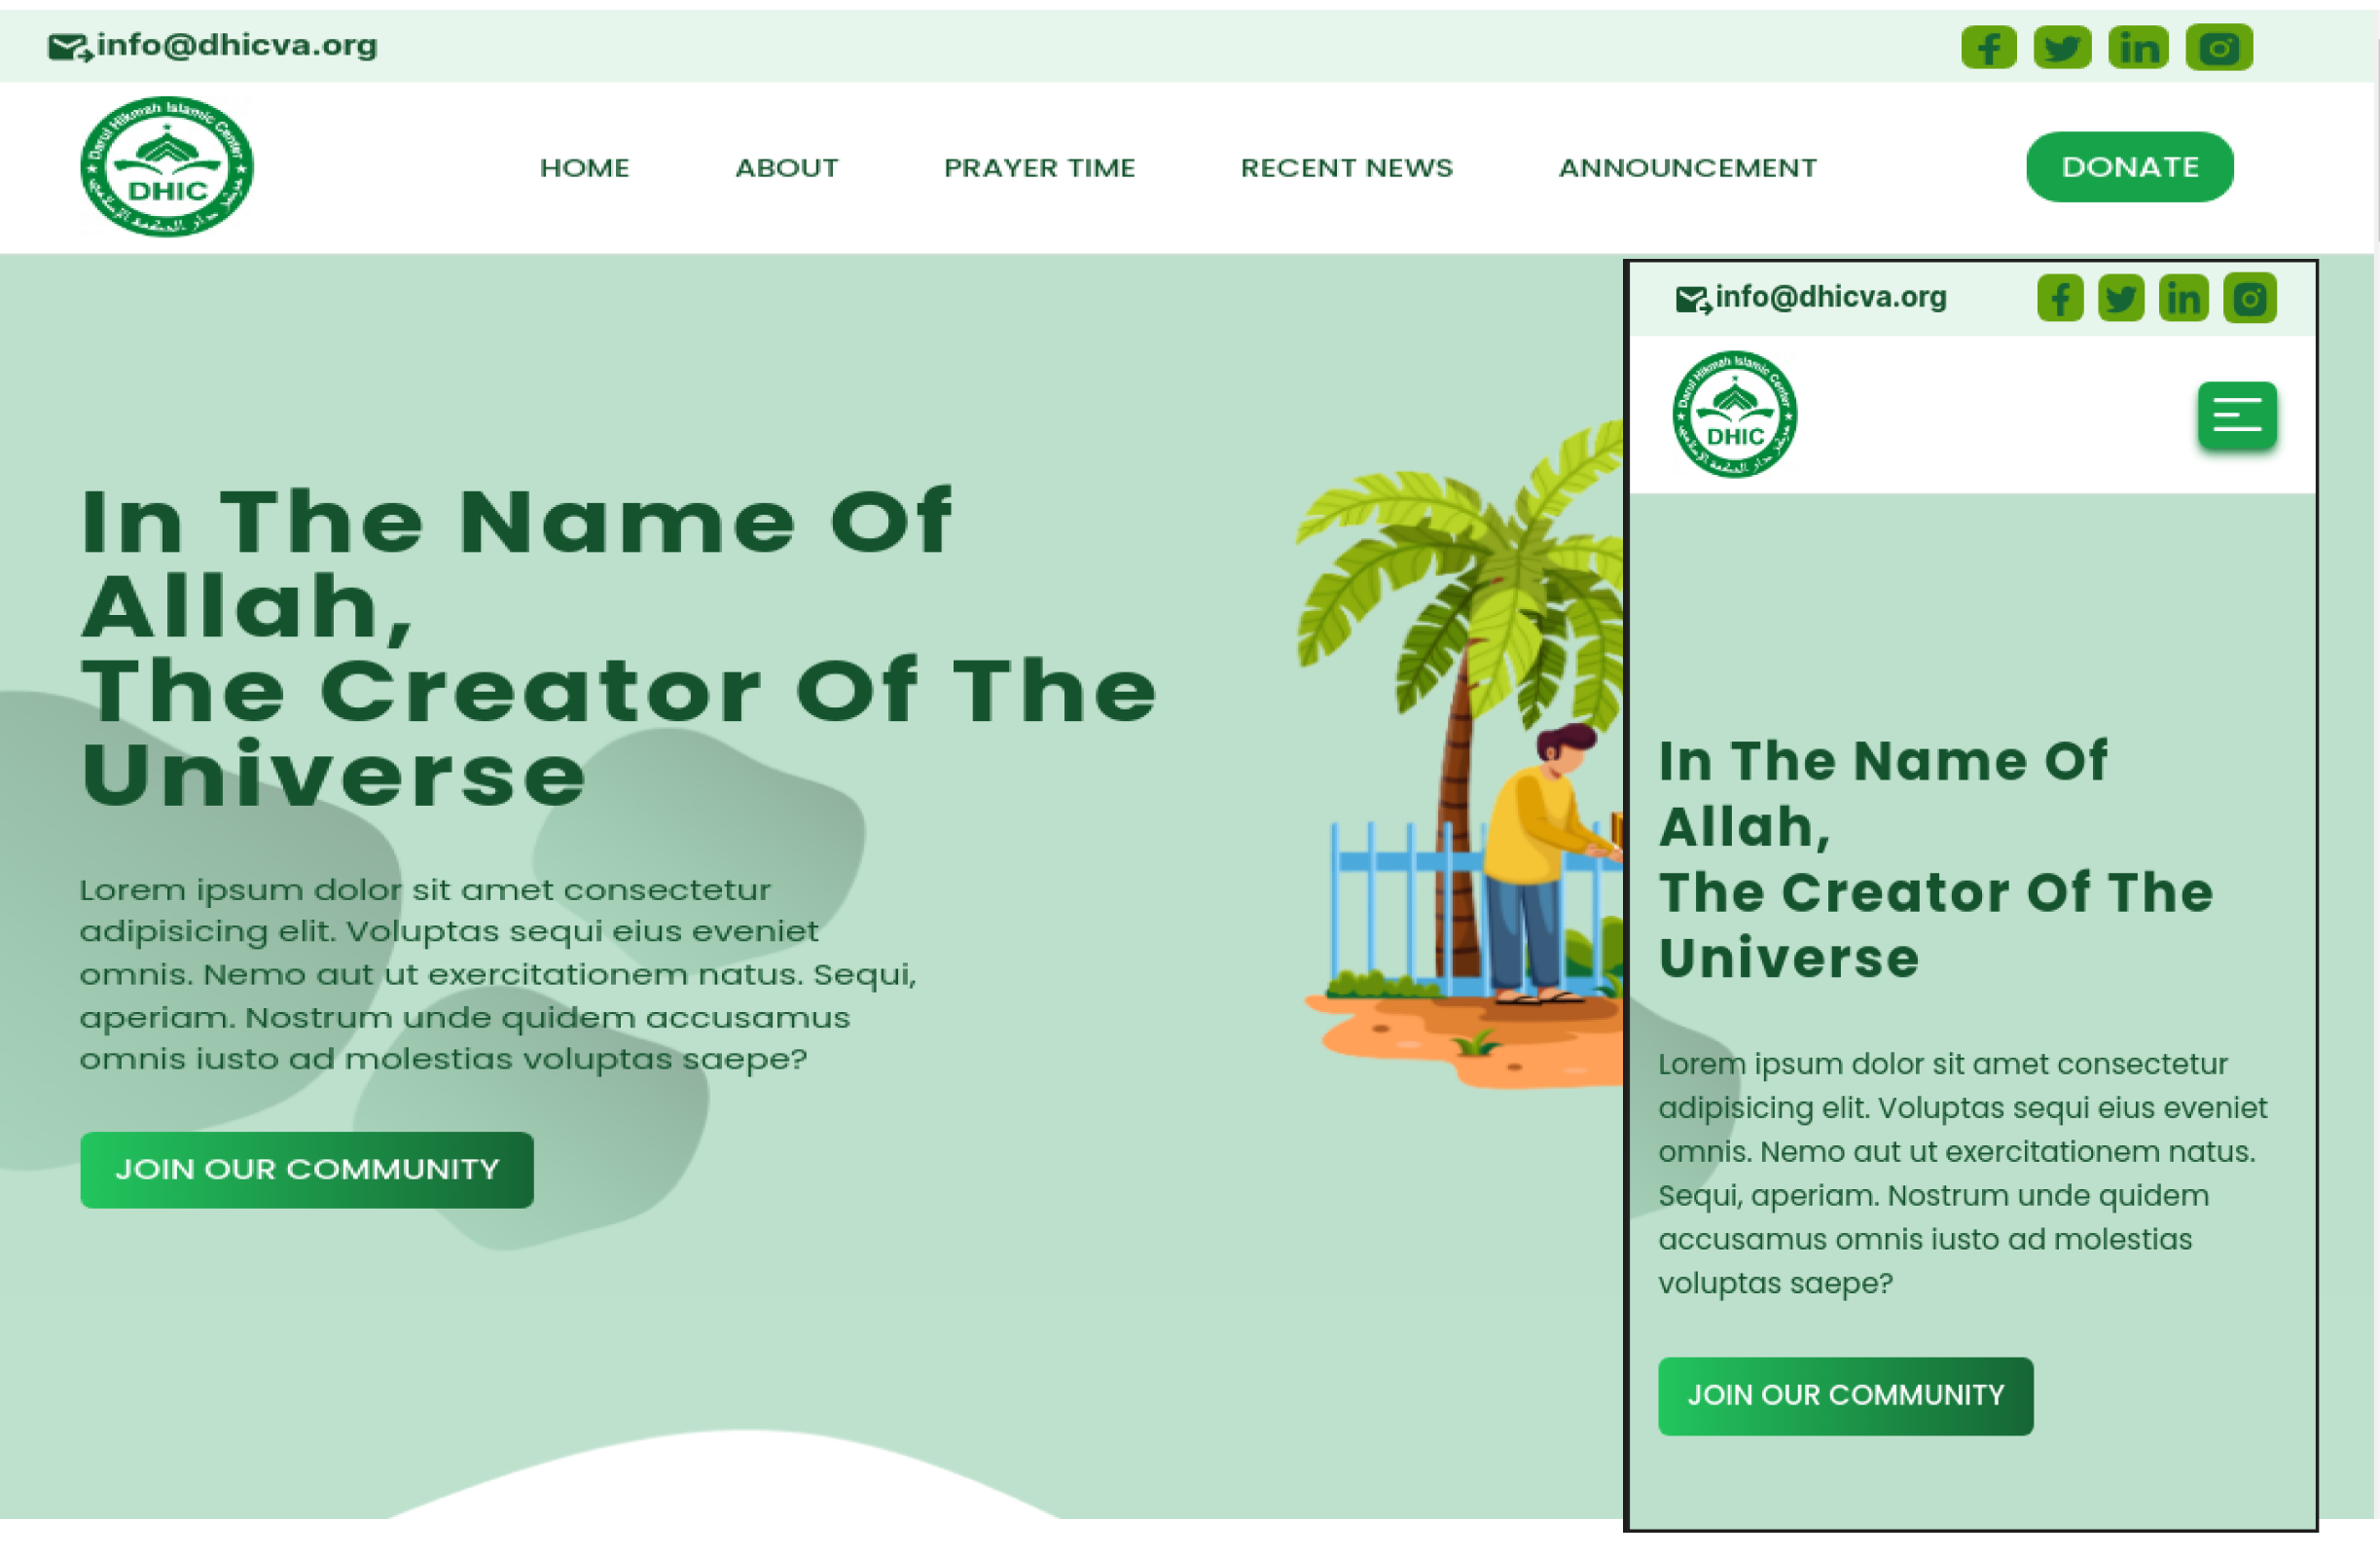 info@dhicva.org
Darul Hikmah Islamic Center
DHIC
HOME
ABOUT
PRAYER TIME
RECENT NEWS
ANNOUNCEMENT
DONATE
In The Name Of
Allah,
The Creator Of The
Universe
Lorem ipsum dolor sit amet consectetur
adipisicing elit. Voluptas sequi eius eveniet
omnis. Nemo aut ut exercitationem natus. Sequi,
aperiam. Nostrum unde quidem accusamus
omnis iusto ad molestias voluptas saepe?
JOIN OUR COMMUNITY
info@dhicva.org
Darul Hikmah Islamic Center
DHIC
In The Name Of
Allah,
The Creator Of The
Universe
Lorem ipsum dolor sit amet consectetur
adipisicing elit. Voluptas sequi eius eveniet
omnis. Nemo aut ut exercitationem natus.
Sequi, aperiam. Nostrum unde quidem
accusamus omnis iusto ad molestias
voluptas saepe?
JOIN OUR COMMUNITY